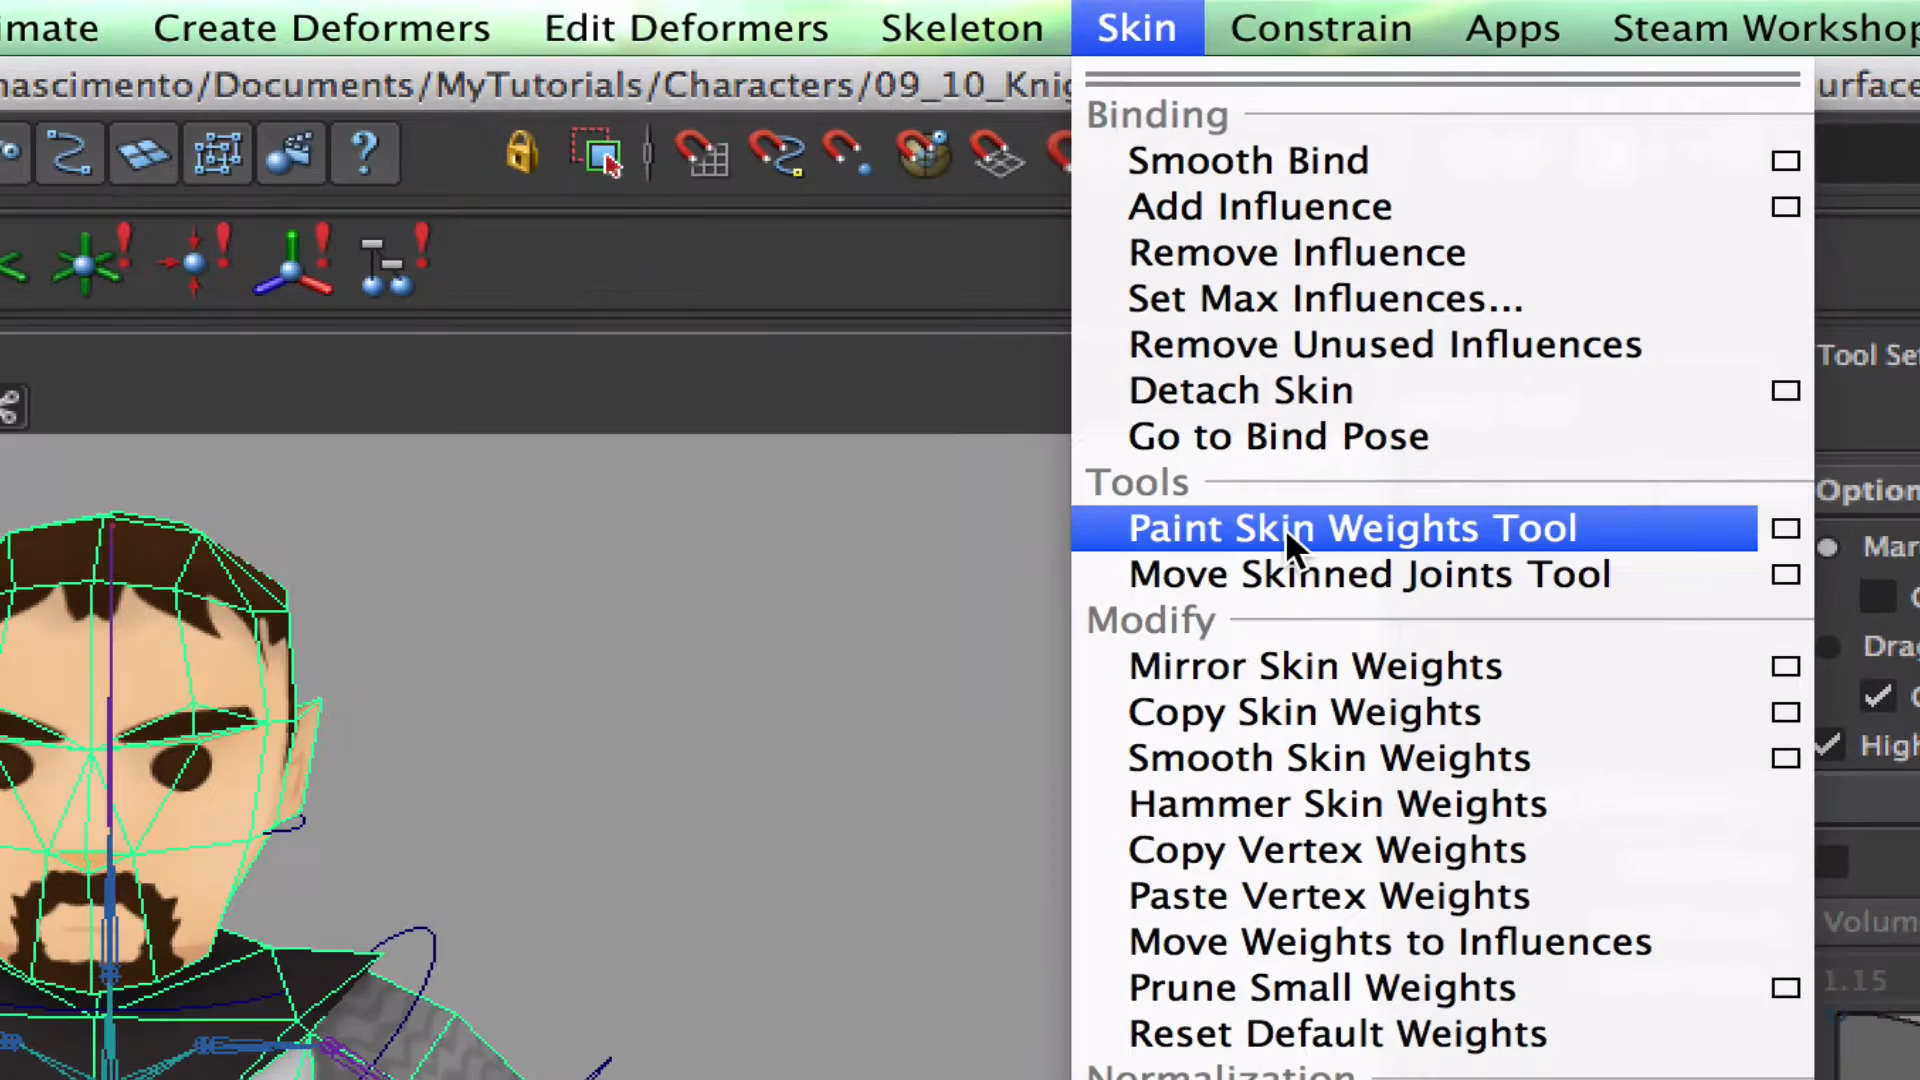 imate Create Deformers Edit Deformers Skeleton Skin Constrain Apps Steam Workshop
nascimento/Documents/MyTutorials/Characters/09_10_Knig
urface
Binding
Smooth Bind
Add Influence
Remove Influence
Set Max Influences...
Remove Unused Influences
Detach Skin
Go to Bind Pose
Tools
Paint Skin Weights Tool
Move Skinned Joints Tool
Modify
Mirror Skin Weights
Copy Skin Weights
Smooth Skin Weights
Hammer Skin Weights
Copy Vertex Weights
Paste Vertex Weights
Move Weights to Influences
Prune Small Weights
Reset Default Weights
Normalization
Tool Set
Option
Mar
Drag
High
Volum
1.15